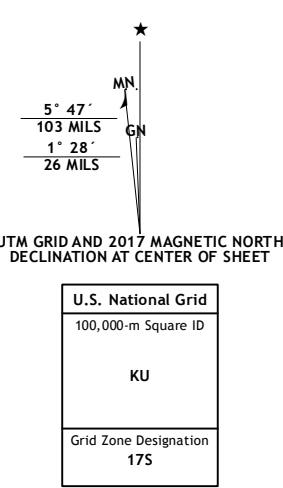 ★
MN
5° 47´
103 MILS
GN
1° 28´
26 MILS
UTM GRID AND 2017 MAGNETIC NORTH
DECLINATION AT CENTER OF SHEET
U.S. National Grid
100,000-m Square ID
KU
Grid Zone Designation
17S